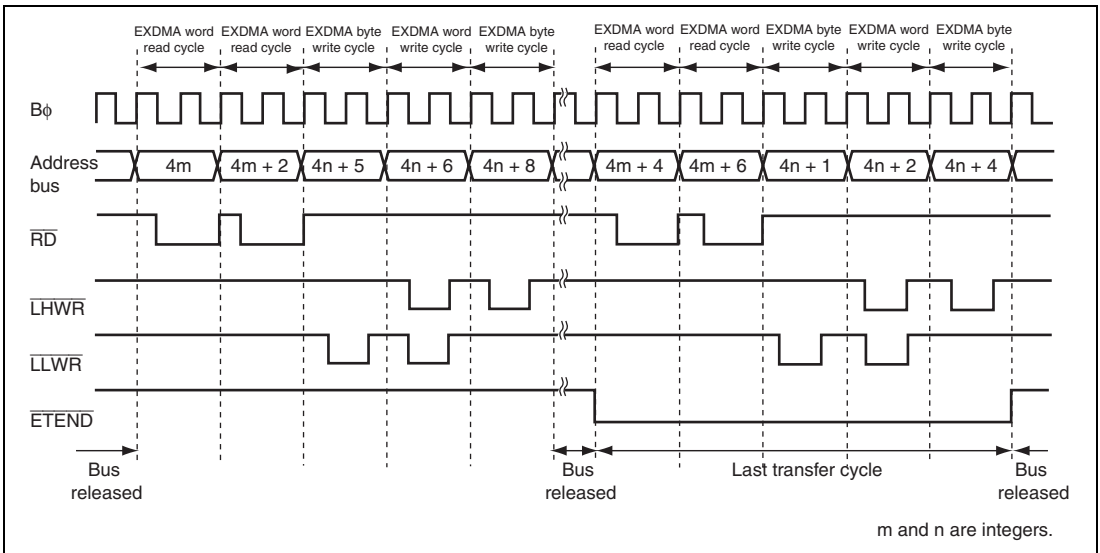 EXDMA word EXDMA word EXDMA byte EXDMA word EXDMA byte EXDMA word EXDMA word EXDMA byte EXDMA word EXDMA byte
read cycle read cycle write cycle write cycle write cycle read cycle read cycle write cycle write cycle write cycle
Bϕ
Address
bus
4m 4m + 2 4n + 5 4n + 6 4n + 8 4m + 4 4m + 6 4n + 1 4n + 2 4n + 4
RD
LHWR
LLWR
ETEND
Bus
released
Bus
released
Last transfer cycle
Bus
released
m and n are integers.